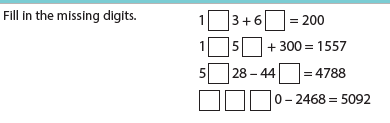 Fill in the missing digits.
1□3 + 6□ = 200
1□5□ + 300 = 1557
5□28 – 44□ = 4788
□□□0 – 2468 = 5092